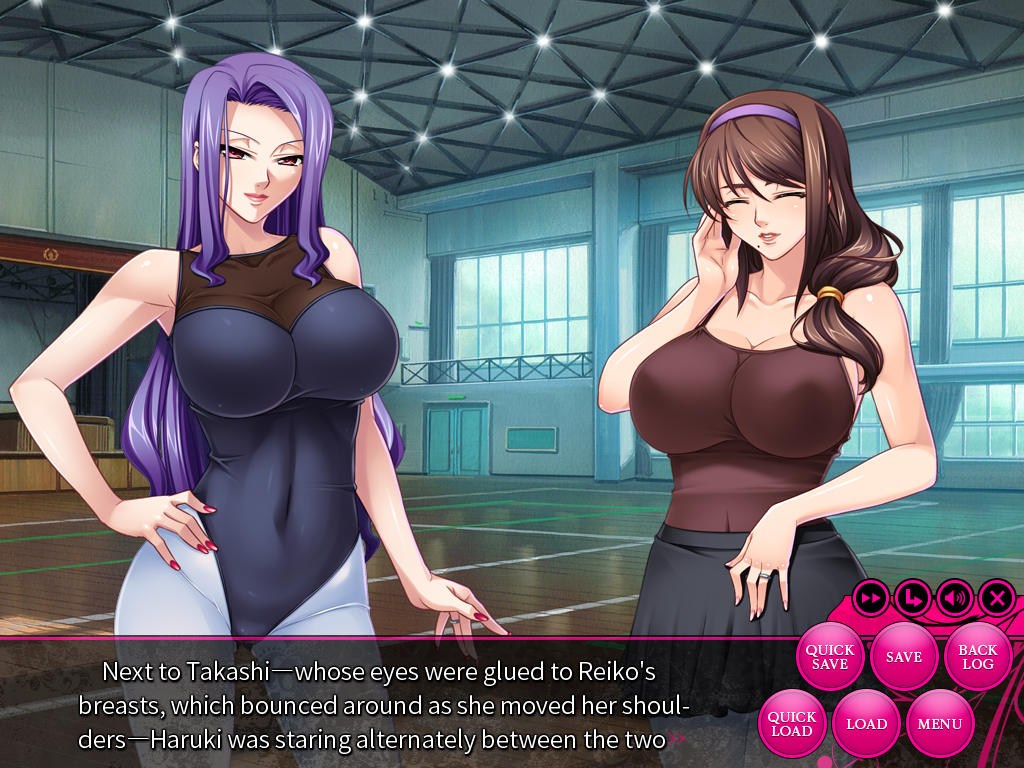 Next to Takashi—whose eyes were glued to Reiko's
breasts, which bounced around as she moved her shoul-
ders—Haruki was staring alternately between the two
QUICK
SAVE
SAVE
BACK
LOG
QUICK
LOAD
LOAD
MENU